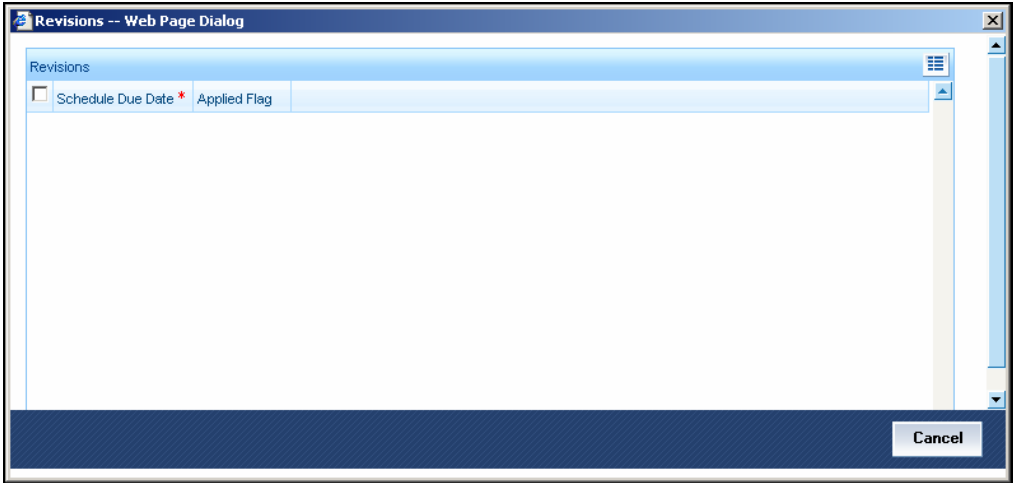 Revisions -- Web Page Dialog
Revisions
Schedule Due Date * Applied Flag
Cancel